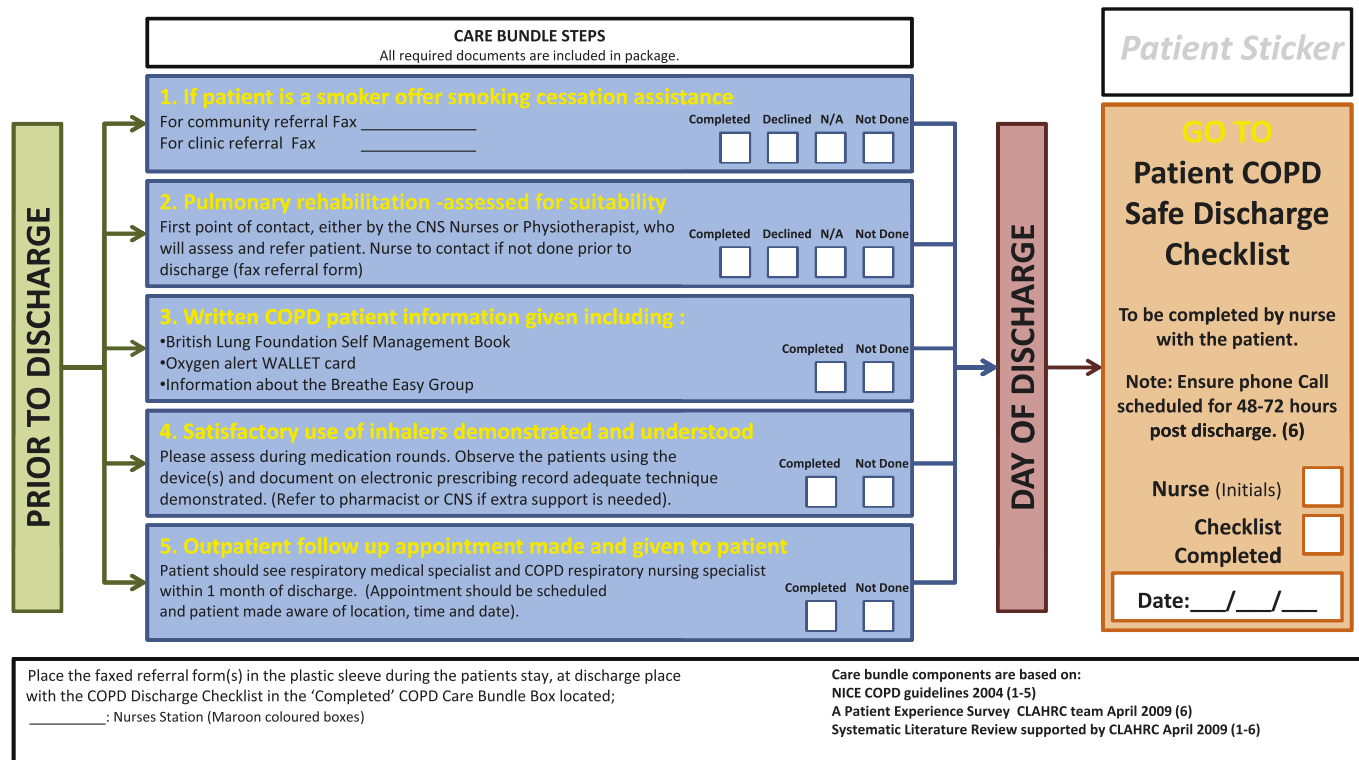 CARE BUNDLE STEPS
All required documents are included in package.
Patient Sticker
PRIOR TO DISCHARGE
1. If patient is a smoker offer smoking cessation assistance
For community referral Fax _____________
For clinic referral  Fax _____________
Completed Declined N/A Not Done
2. Pulmonary rehabilitation -assessed for suitability
First point of contact, either by the CNS Nurses or Physiotherapist, who
will assess and refer patient. Nurse to contact if not done prior to
discharge (fax referral form)
Completed Declined N/A Not Done
3. Written COPD patient information given including :
•British Lung Foundation Self Management Book
•Oxygen alert WALLET card
•Information about the Breathe Easy Group
Completed Not Done
4. Satisfactory use of inhalers demonstrated and understood
Please assess during medication rounds. Observe the patients using the
device(s) and document on electronic prescribing record adequate technique
demonstrated. (Refer to pharmacist or CNS if extra support is needed).
Completed Not Done
5. Outpatient follow up appointment made and given to patient
Patient should see respiratory medical specialist and COPD respiratory nursing specialist
within 1 month of discharge.  (Appointment should be scheduled
and patient made aware of location, time and date).
Completed Not Done
DAY OF DISCHARGE
GO TO
Patient COPD
Safe Discharge
Checklist
To be completed by nurse
with the patient.
Note: Ensure phone Call
scheduled for 48-72 hours
post discharge. (6)
Nurse (Initials)
Checklist
Completed
Date:___/___/___
Place the faxed referral form(s) in the plastic sleeve during the patients stay, at discharge place
with the COPD Discharge Checklist in the ‘Completed’ COPD Care Bundle Box located;
__________: Nurses Station (Maroon coloured boxes)
Care bundle components are based on:
NICE COPD guidelines 2004 (1-5)
A Patient Experience Survey  CLAHRC team April 2009 (6)
Systematic Literature Review supported by CLAHRC April 2009 (1-6)